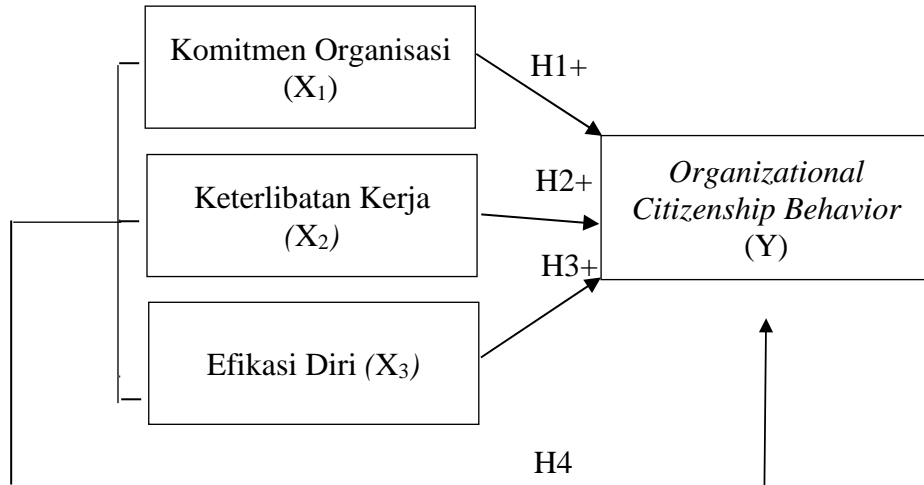 Komitmen Organisasi
(X₁)
H1+
Keterlibatan Kerja
(X₂)
H2+
Organizational
Citizenship Behavior
(Y)
H3+
Efikasi Diri (X₃)
H4